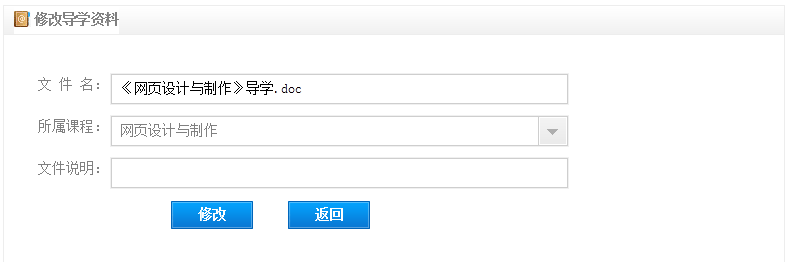 修改导学资料
文 件 名： 《网页设计与制作》导学.doc
所属课程： 网页设计与制作
文件说明：
修改 返回